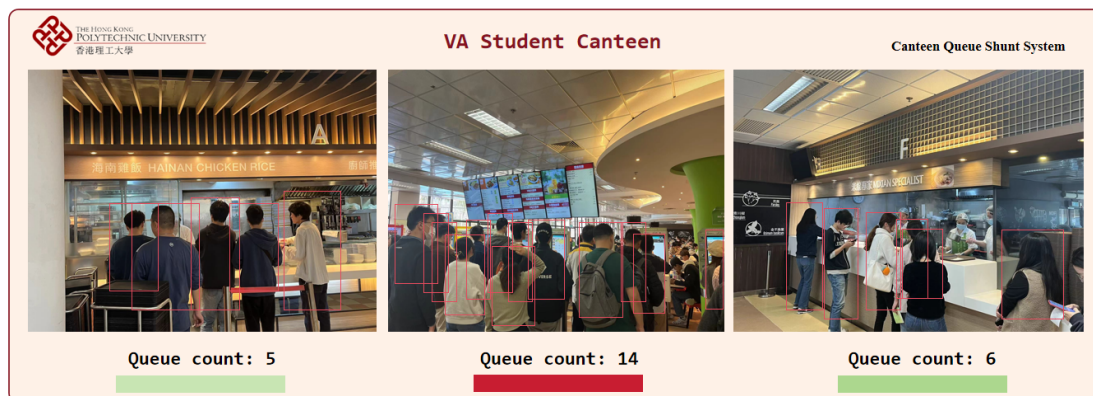 THE HONG KONG
POLYTECHNIC UNIVERSITY
香港理工大學
VA Student Canteen
Canteen Queue Shunt System
A
海南雞飯 HAINAN CHICKEN RICE
F
SPECIALIST
Queue count: 5
Queue count: 14
Queue count: 6